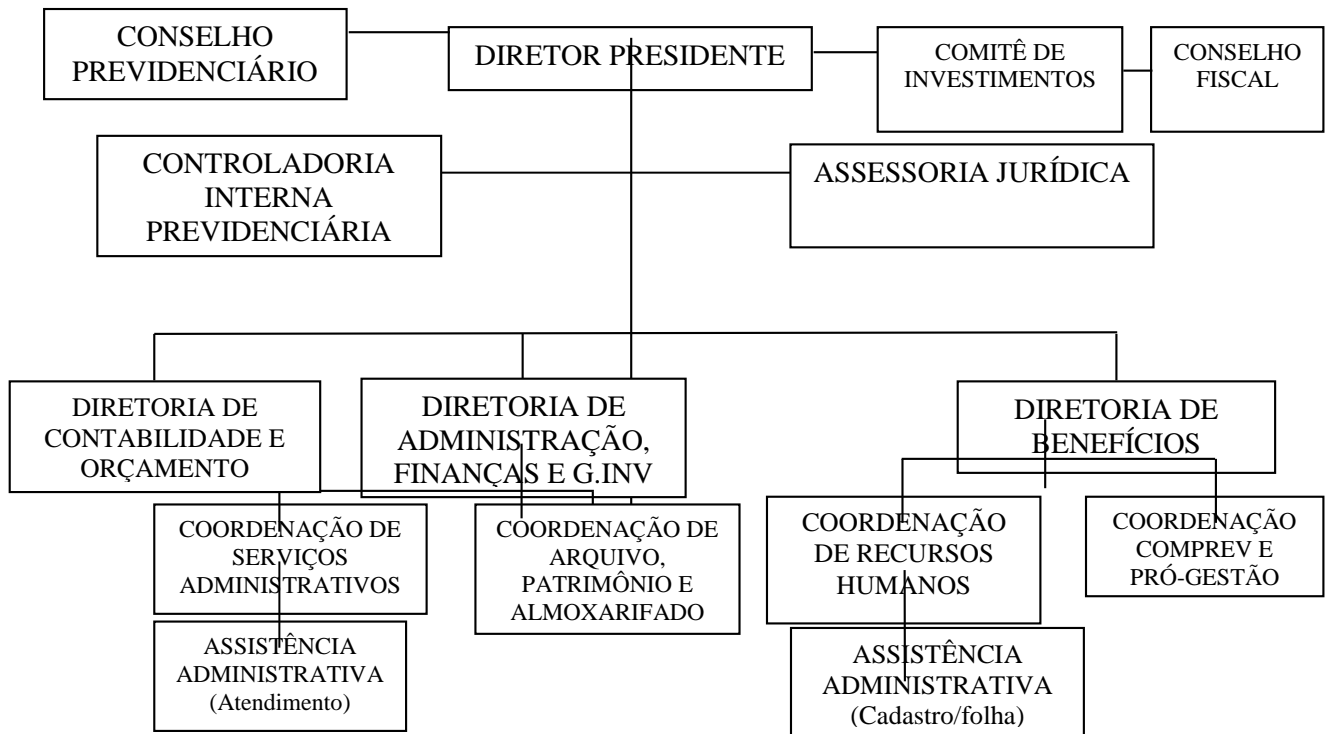 CONSELHO
PREVIDENCIÁRIO
DIRETOR PRESIDENTE
COMITÊ DE
INVESTIMENTOS
CONSELHO
FISCAL
CONTROLADORIA
INTERNA
PREVIDENCIÁRIA
ASSESSORIA JURÍDICA
DIRETORIA DE
CONTABILIDADE E
ORÇAMENTO
DIRETORIA DE
ADMINISTRAÇÃO,
FINANÇAS E G.INV
DIRETORIA DE
BENEFÍCIOS
COORDENAÇÃO DE
SERVIÇOS
ADMINISTRATIVOS
COORDENAÇÃO DE
ARQUIVO,
PATRIMÔNIO E
ALMOXARIFADO
COORDENAÇÃO
DE RECURSOS
HUMANOS
COORDENAÇÃO
COMPREV E
PRÓ-GESTÃO
ASSISTÊNCIA
ADMINISTRATIVA
(Atendimento)
ASSISTÊNCIA
ADMINISTRATIVA
(Cadastro/folha)